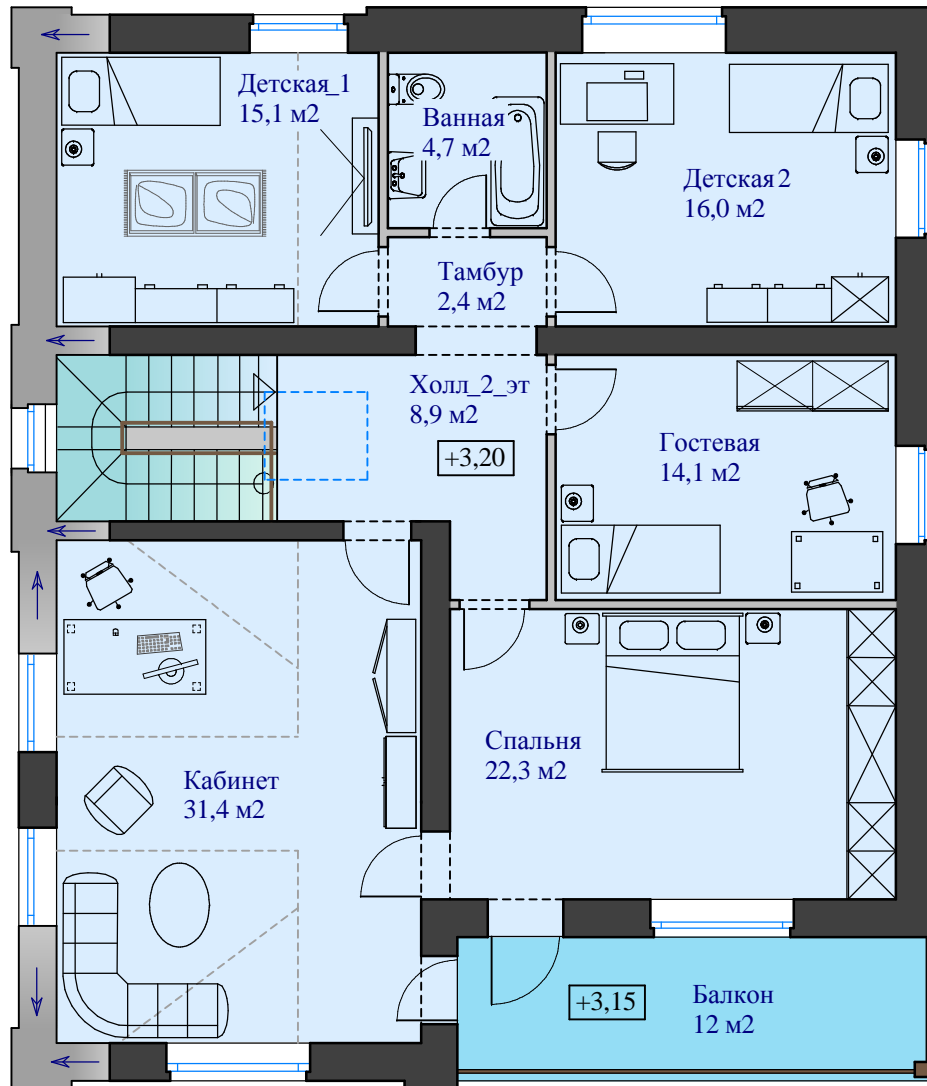 Детская_1
15,1 м2
Ванная
4,7 м2
Детская 2
16,0 м2
Тамбур
2,4 м2
Холл_2_эт
8,9 м2
+3,20
Гостевая
14,1 м2
Спальня
22,3 м2
Кабинет
31,4 м2
+3,15
Балкон
12 м2